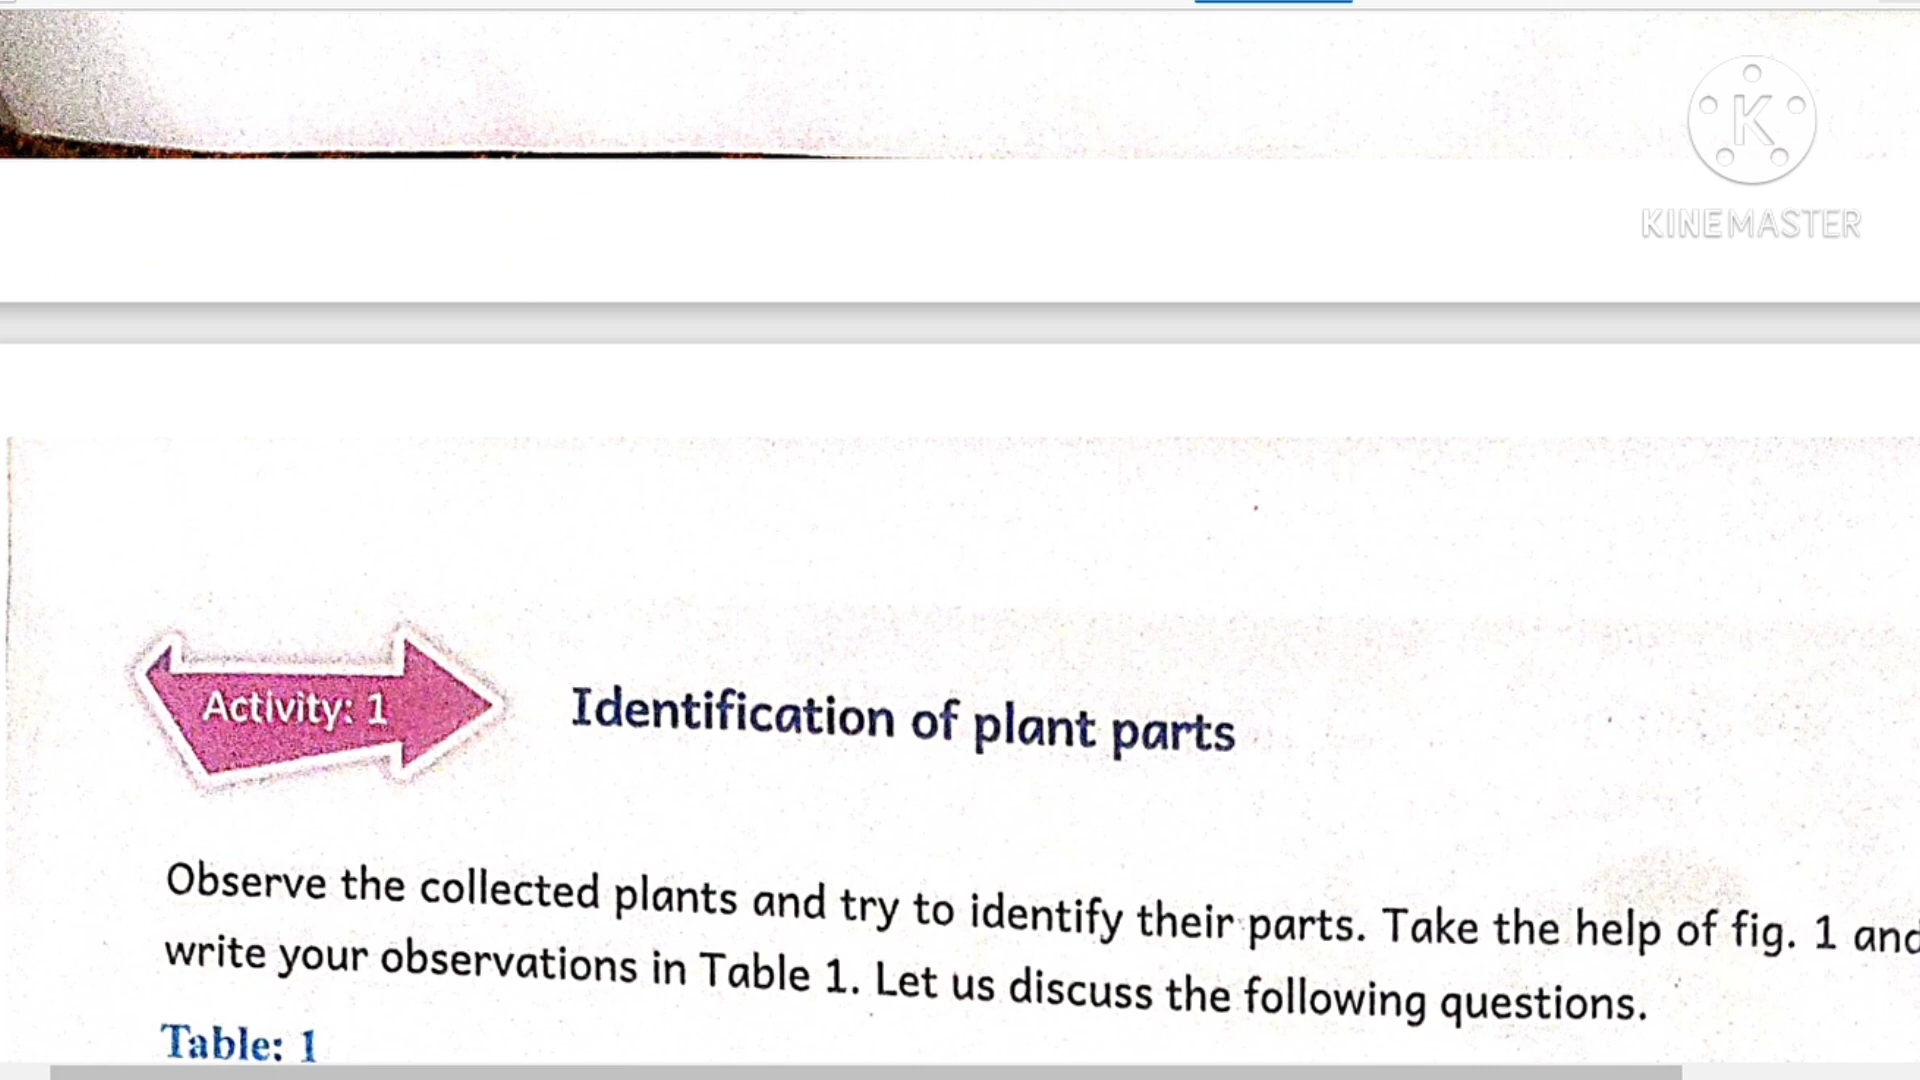 K
KINEMASTER
Activity: 1
Identification of plant parts
Observe the collected plants and try to identify their parts. Take the help of fig. 1 and
write your observations in Table 1. Let us discuss the following questions.
Table: 1